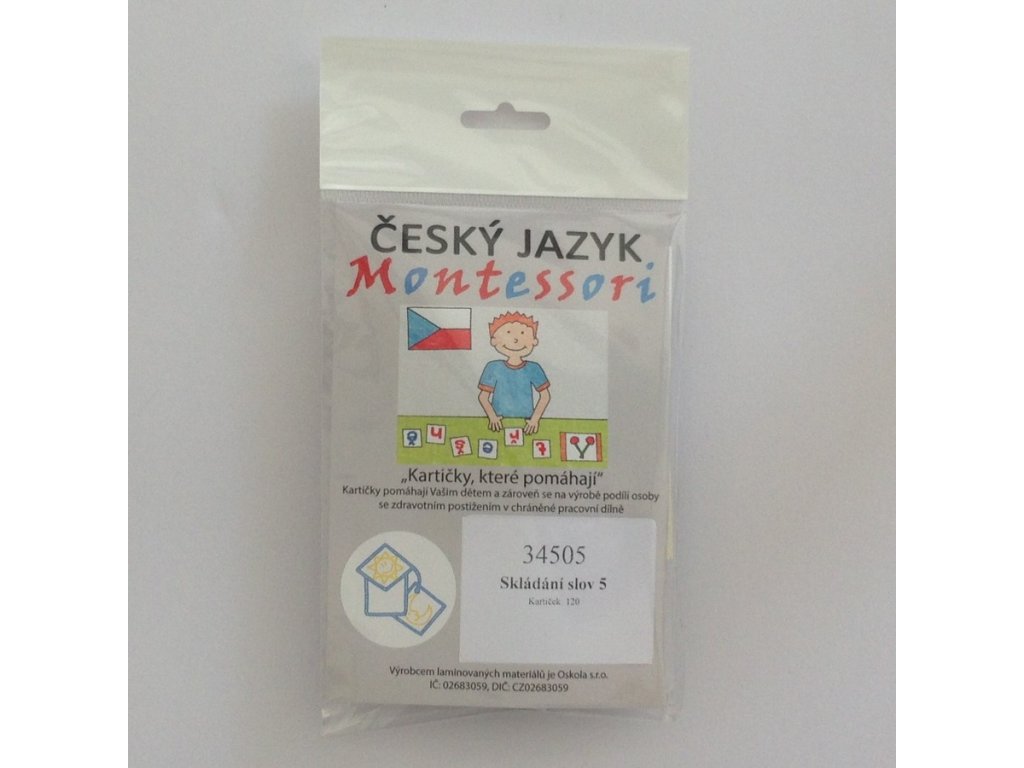 ČESKÝ JAZYK
Montessori
„Kartičky, které pomáhají“
Kartičky pomáhají Vašim dětem a zároveň se na výrobě podílí osoby
se zdravotním postižením v chráněné pracovní dílně
34505
Skládání slov 5
Kartiček 120
Výrobcem laminovaných materiálů je Oskola s.r.o.
IČ: 02683059, DIČ: CZ02683059